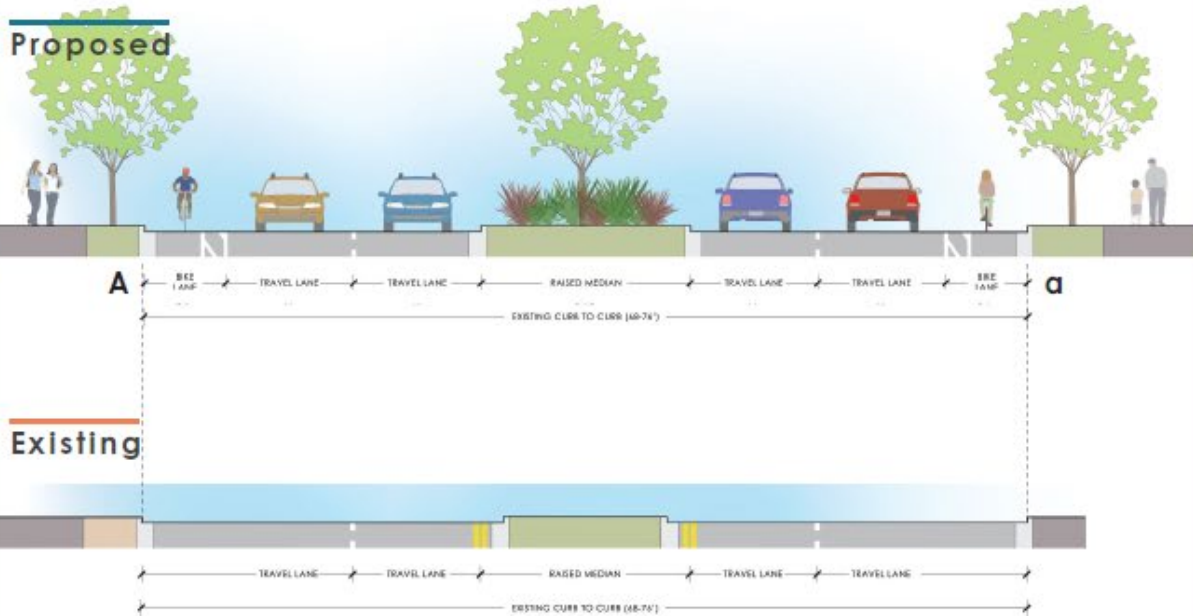 Proposed
A
BIKE LANE
TRAVEL LANE
TRAVEL LANE
RAISED MEDIAN
TRAVEL LANE
TRAVEL LANE
BIKE LANE
a
EXISTING CURB TO CURB (68-76')
Existing
TRAVEL LANE
TRAVEL LANE
RAISED MEDIAN
TRAVEL LANE
TRAVEL LANE
EXISTING CURB TO CURB (68-76')